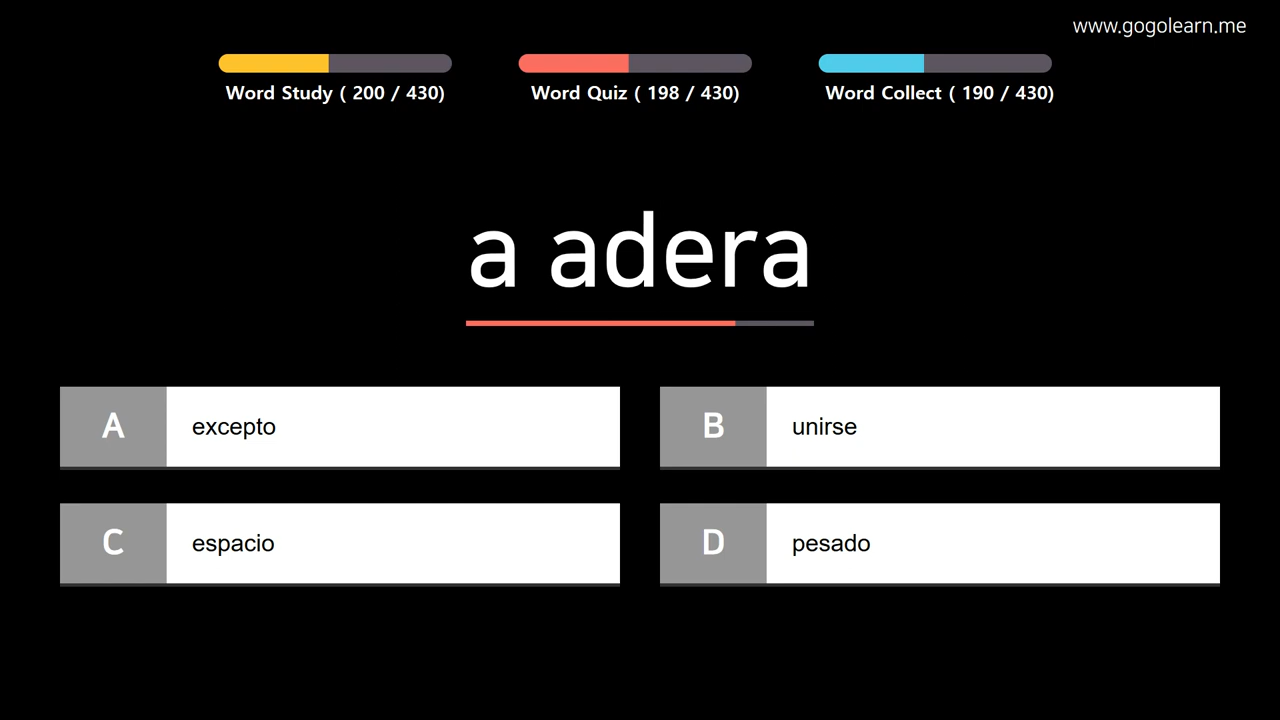 www.gogolearn.me
Word Study ( 200 / 430)
Word Quiz ( 198 / 430)
Word Collect ( 190 / 430)
a adera
A excepto
B unirse
C espacio
D pesado